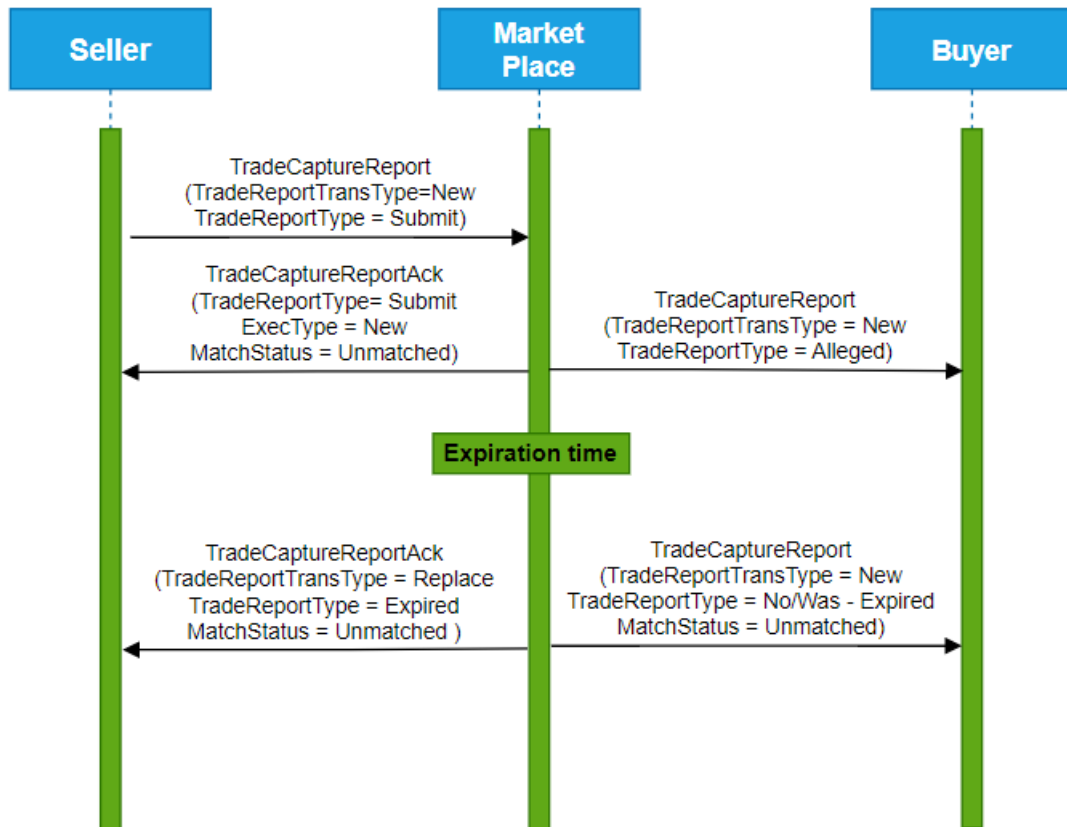 Seller
Market
Place
Buyer
TradeCaptureReport
(TradeReportTransType=New
TradeReportType = Submit)
TradeCaptureReportAck
(TradeReportType= Submit
ExecType = New
MatchStatus = Unmatched)
TradeCaptureReport
(TradeReportTransType = New
TradeReportType = Alleged)
Expiration time
TradeCaptureReportAck
(TradeReportTransType = Replace
TradeReportType = Expired
MatchStatus = Unmatched )
TradeCaptureReport
(TradeReportTransType = New
TradeReportType = No/Was - Expired
MatchStatus = Unmatched)